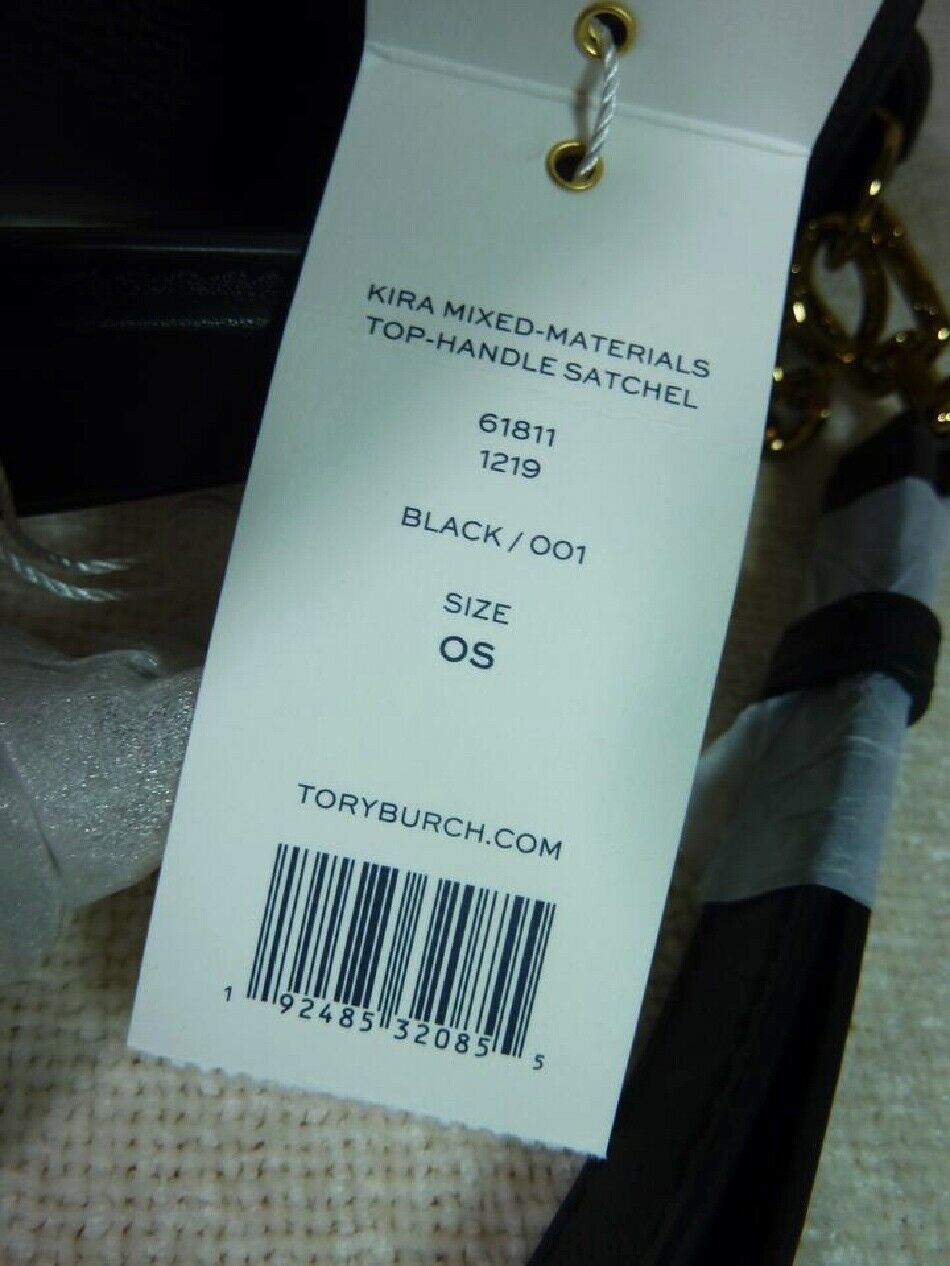 KIRA MIXED-MATERIALS
TOP-HANDLE SATCHEL
61811
1219
BLACK / 001
SIZE
OS
TORYBURCH.COM
1 92485 32085 5